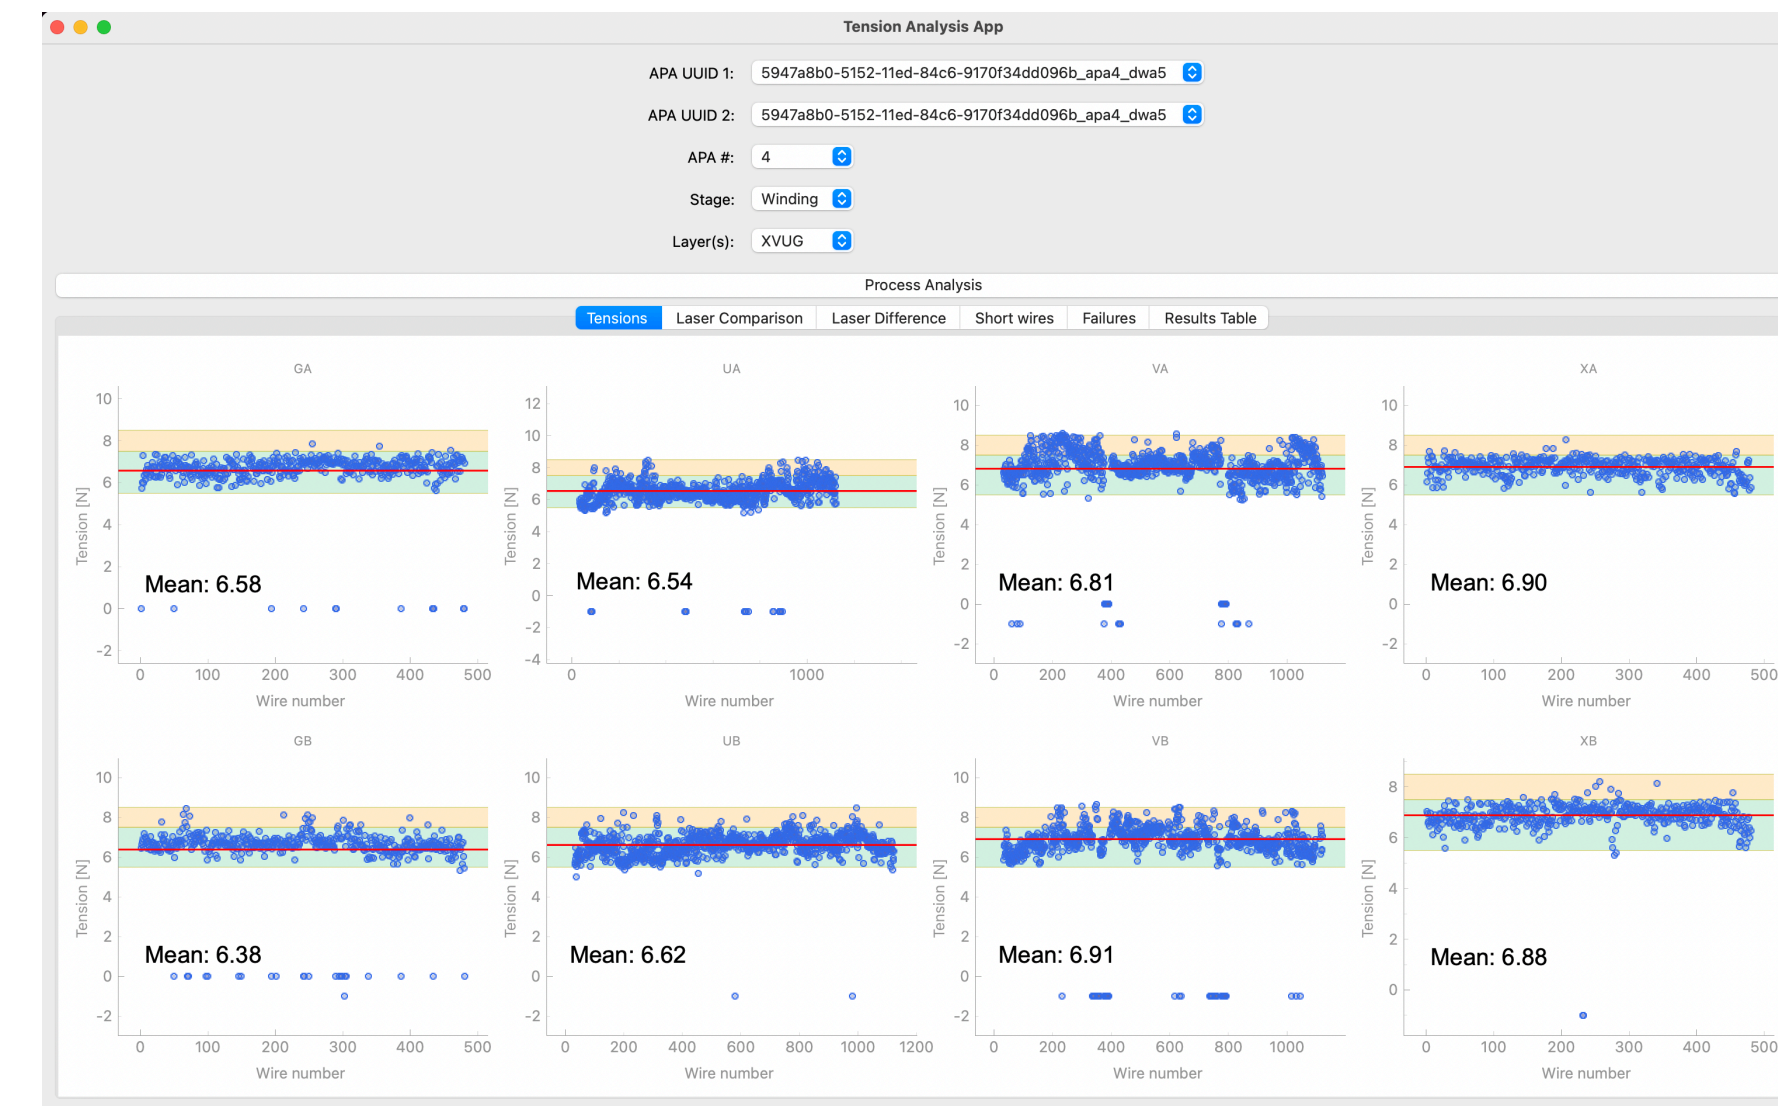 Tension Analysis App
APA UUID 1: 5947a8b0-5152-11ed-84c6-9170f34dd096b_apa4_dwa5
APA UUID 2: 5947a8b0-5152-11ed-84c6-9170f34dd096b_apa4_dwa5
APA #: 4
Stage: Winding
Layer(s): XVUG
Process Analysis
Tensions Laser Comparison Laser Difference Short wires Failures Results Table
GA
Tension [N]
10
8
6
4
2
0
-2
Mean: 6.58
0 100 200 300 400 500
Wire number
UA
Tension [N]
12
10
8
6
4
2
0
-2
-4
Mean: 6.54
0 1000
Wire number
VA
Tension [N]
10
8
6
4
2
0
-2
Mean: 6.81
0 200 400 600 800 1000
Wire number
XA
Tension [N]
10
8
6
4
2
0
-2
Mean: 6.90
0 100 200 300 400 500
Wire number
GB
Tension [N]
10
8
6
4
2
0
-2
Mean: 6.38
0 100 200 300 400 500
Wire number
UB
Tension [N]
10
8
6
4
2
0
-2
Mean: 6.62
0 200 400 600 800 1000 1200
Wire number
VB
Tension [N]
10
8
6
4
2
0
-2
Mean: 6.91
0 200 400 600 800 1000
Wire number
XB
Tension [N]
8
6
4
2
0
Mean: 6.88
0 100 200 300 400 500
Wire number